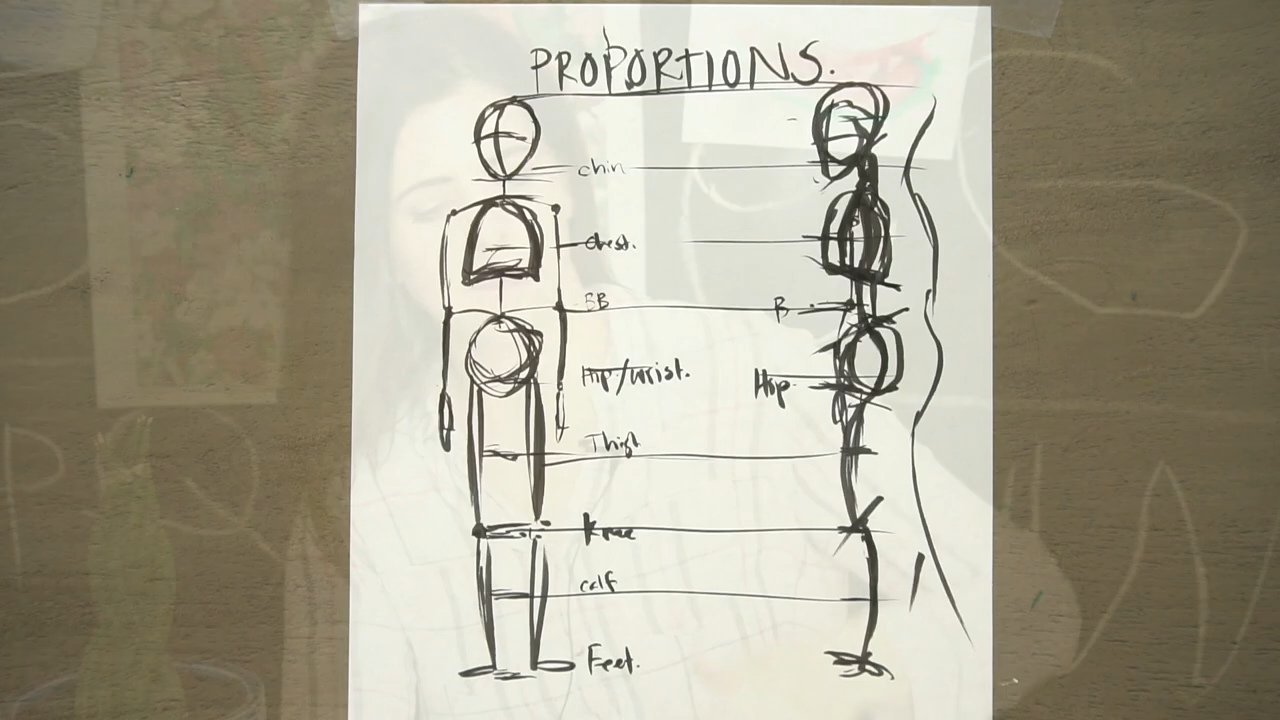 PROPORTIONS.
chin
chest.
BB
B
Hip/wrist.
Hip
Thigh
Knee
calf
Feet.